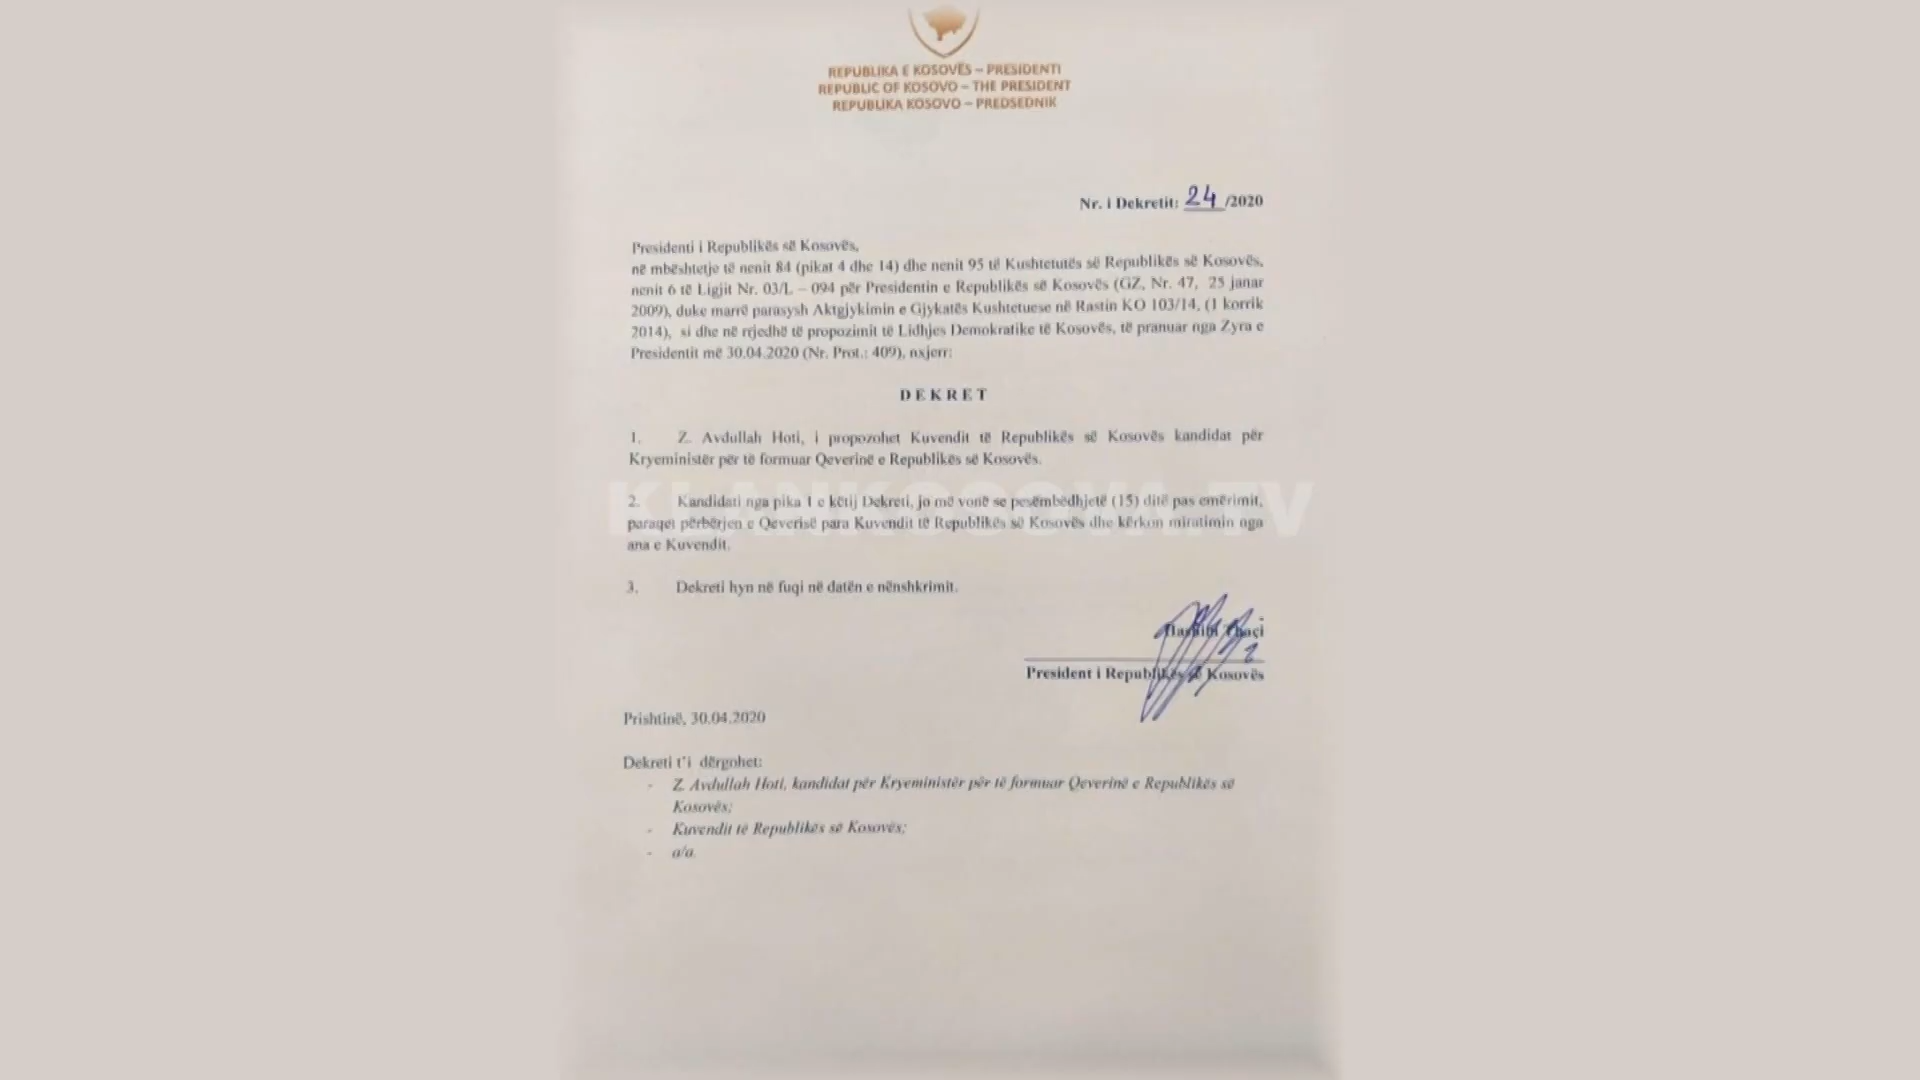 REPUBLIKA E KOSOVËS – PRESIDENTI
REPUBLIC OF KOSOVO – THE PRESIDENT
REPUBLIKA KOSOVO – PREDSEDNIK
Nr. i Dekretit: 24 /2020
Presidenti i Republikës së Kosovës,
në mbështetje të nenit 84 (pikat 4 dhe 14) dhe nenit 95 të Kushtetutës së Republikës së Kosovës,
nenit 6 të Ligjit Nr. 03/L – 094 për Presidentin e Republikës së Kosovës (GZ, Nr. 47, 25 janar
2009), duke marrë parasysh Aktgjykimin e Gjykatës Kushtetuese në Rastin KO 103/14, (1 korrik
2014), si dhe në rrjedhë të propozimit të Lidhjes Demokratike të Kosovës, të pranuar nga Zyra e
Presidentit më 30.04.2020 (Nr. Prot.: 409), nxjerr:
DEKRET
1. Z. Avdullah Hoti, i propozohet Kuvendit të Republikës së Kosovës kandidat për
Kryeministër për të formuar Qeverinë e Republikës së Kosovës.
KLANKOSOVA.TV
2. Kandidati nga pika 1 e këtij Dekreti, jo më vonë se pesëmbëdhjetë (15) ditë pas emërimit,
paraqet përbërjen e Qeverisë para Kuvendit të Republikës së Kosovës dhe kërkon miratimin nga
ana e Kuvendit.
3. Dekreti hyn në fuqi në datën e nënshkrimit.
Hashim Thaçi
President i Republikës së Kosovës
Prishtinë, 30.04.2020
Dekreti t'i dërgohet:
- Z. Avdullah Hoti, kandidat për Kryeministër për të formuar Qeverinë e Republikës së
Kosovës;
- Kuvendit të Republikës së Kosovës;
- a/a.